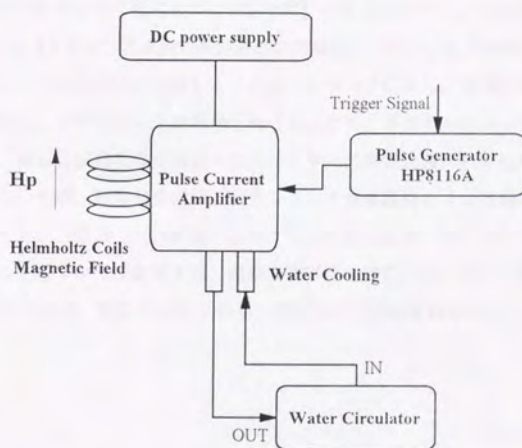 DC power supply
Trigger Signal
Pulse Generator
HP8116A
Pulse Current
Amplifier
Hp
Helmholtz Coils
Magnetic Field
Water Cooling
IN
OUT
Water Circulator